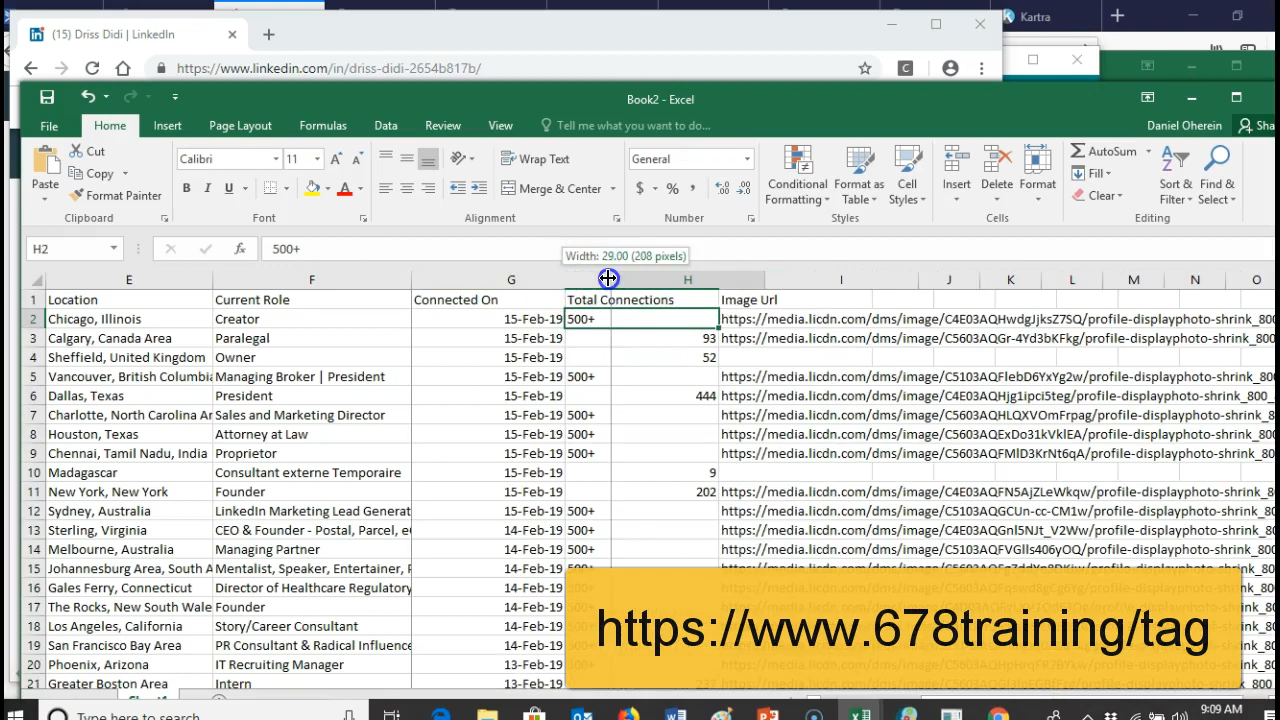 Kartra
(15) Driss Didi | LinkedIn
https://www.linkedin.com/in/driss-didi-2654b817b/
Book2 - Excel
File Home Insert Page Layout Formulas Data Review View Tell me what you want to do... Daniel Oherein Sha
Paste Cut Copy Format Painter Clipboard
Calibri 11 B I U Font
Wrap Text Merge & Center Alignment
General $ % , Number
Conditional Formatting Format as Table Cell Styles Styles
Insert Delete Format Cells
AutoSum Fill Clear Sort & Filter Find & Select Editing
H2 fx 500+
Width: 29.00 (208 pixels)
E F G H I J K L M N O
1 Location Current Role Connected On Total Connections Image Url
2 Chicago, Illinois Creator 15-Feb-19 500+ https://media.licdn.com/dms/image/C4E03AQHwdgJjksZ7SQ/profile-displayphoto-shrink_800
3 Calgary, Canada Area Paralegal 15-Feb-19 93 https://media.licdn.com/dms/image/C5603AQGr-4Yd3bKFkg/profile-displayphoto-shrink_800_
4 Sheffield, United Kingdom Owner 15-Feb-19 52
5 Vancouver, British Columbia Managing Broker | President 15-Feb-19 500+ https://media.licdn.com/dms/image/C5103AQFlebD6YxYg2w/profile-displayphoto-shrink_800
6 Dallas, Texas President 15-Feb-19 444 https://media.licdn.com/dms/image/C4E03AQHjg1ipci5teg/profile-displayphoto-shrink_800_
7 Charlotte, North Carolina Ar Sales and Marketing Director 15-Feb-19 500+ https://media.licdn.com/dms/image/C5603AQHLQXVOmFrpag/profile-displayphoto-shrink_80
8 Houston, Texas Attorney at Law 15-Feb-19 500+ https://media.licdn.com/dms/image/C5603AQExDo31kVklEA/profile-displayphoto-shrink_800
9 Chennai, Tamil Nadu, India Proprietor 15-Feb-19 500+ https://media.licdn.com/dms/image/C5603AQFMlD3KrNt6qA/profile-displayphoto-shrink_800
10 Madagascar Consultant externe Temporaire 15-Feb-19 9
11 New York, New York Founder 15-Feb-19 202 https://media.licdn.com/dms/image/C4E03AQFN5AjZLeWkqw/profile-displayphoto-shrink_800
12 Sydney, Australia LinkedIn Marketing Lead Generat 15-Feb-19 500+ https://media.licdn.com/dms/image/C5603AQGCUn-cc-CM1w/profile-displayphoto-shrink_800
13 Sterling, Virginia CEO & Founder - Postal, Parcel, eC 14-Feb-19 500+ https://media.licdn.com/dms/image/C4E03AQGnl5NJt_V2Ww/profile-displayphoto-shrink_800
14 Melbourne, Australia Managing Partner 14-Feb-19 500+ https://media.licdn.com/dms/image/C5103AQFVGlls406yOQ/profile-displayphoto-shrink_800_
15 Johannesburg Area, South A Mentalist, Speaker, Entertainer, P 14-Feb-19
16 Gales Ferry, Connecticut Director of Healthcare Regulatory 14-Feb-19
17 The Rocks, New South Wale Founder 14-Feb-19
18 Los Angeles, California Story/Career Consultant 14-Feb-19
19 San Francisco Bay Area PR Consultant & Radical Influence 14-Feb-19
20 Phoenix, Arizona IT Recruiting Manager 13-Feb-19
21 Greater Boston Area Intern 13-Feb-19 237
https://www.678training/tag
Sheet1
Type here to search
9:09 AM